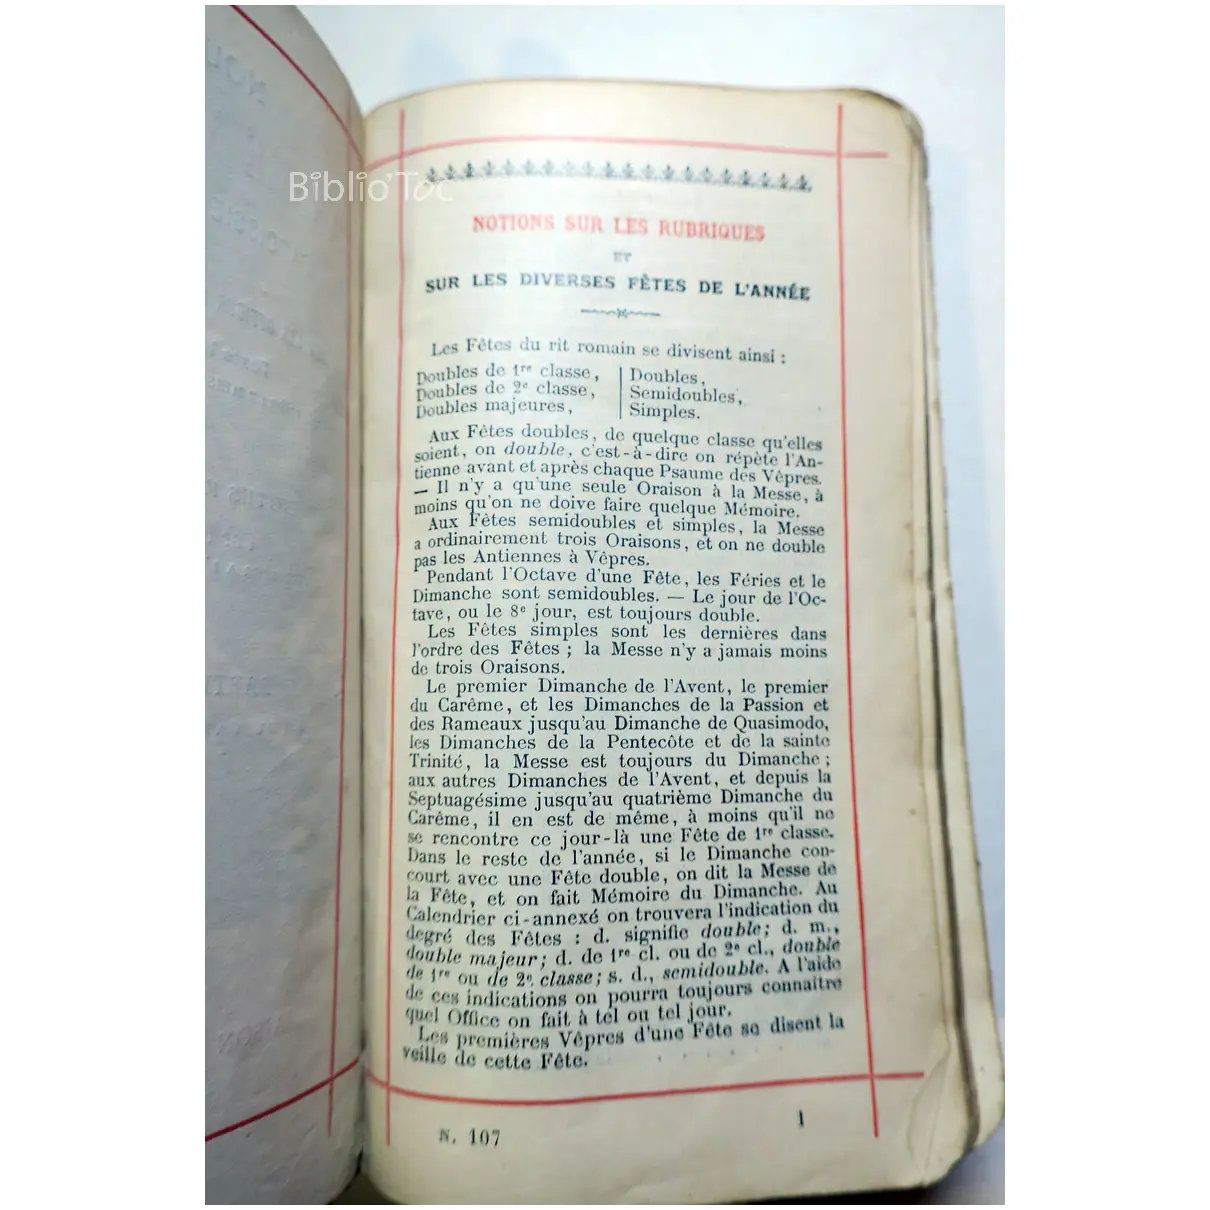 Biblio'Toc
NOTIONS SUR LES RUBRIQUES
ET
SUR LES DIVERSES FÊTES DE L'ANNÉE
Les Fêtes du rit romain se divisent ainsi :
Doubles de 1re classe, | Doubles,
Doubles de 2e classe, | Semidoubles,
Doubles majeures, | Simples.
Aux Fêtes doubles, de quelque classe qu'elles
soient, on double, c'est-à-dire on répète l'An-
tienne avant et après chaque Psaume des Vêpres.
— Il n'y a qu'une seule Oraison à la Messe, à
moins qu'on ne doive faire quelque Mémoire.
Aux Fêtes semidoubles et simples, la Messe
a ordinairement trois Oraisons, et on ne double
pas les Antiennes à Vêpres.
Pendant l'Octave d'une Fête, les Féries et le
Dimanche sont semidoubles. — Le jour de l'Oc-
tave, ou le 8e jour, est toujours double.
Les Fêtes simples sont les dernières dans
l'ordre des Fêtes ; la Messe n'y a jamais moins
de trois Oraisons.
Le premier Dimanche de l'Avent, le premier
du Carême, et les Dimanches de la Passion et
des Rameaux jusqu'au Dimanche de Quasimodo,
les Dimanches de la Pentecôte et de la sainte
Trinité, la Messe est toujours du Dimanche ;
aux autres Dimanches de l'Avent, et depuis la
Septuagésime jusqu'au quatrième Dimanche du
Carême, il en est de même, à moins qu'il ne
se rencontre ce jour-là une Fête de 1re classe.
Dans le reste de l'année, si le Dimanche con-
court avec une Fête double, on dit la Messe de
la Fête, et on fait Mémoire du Dimanche. Au
Calendrier ci-annexé on trouvera l'indication du
degré des Fêtes : d. signifie double ; d. m.,
double majeur ; d. de 1re cl. ou de 2e cl., double
de 1re ou de 2e classe ; s. d., semidouble. A l'aide
de ces indications on pourra toujours connaître
quel Office on fait à tel ou tel jour.
Les premières Vêpres d'une Fête se disent la
veille de cette Fête.
N. 107
1